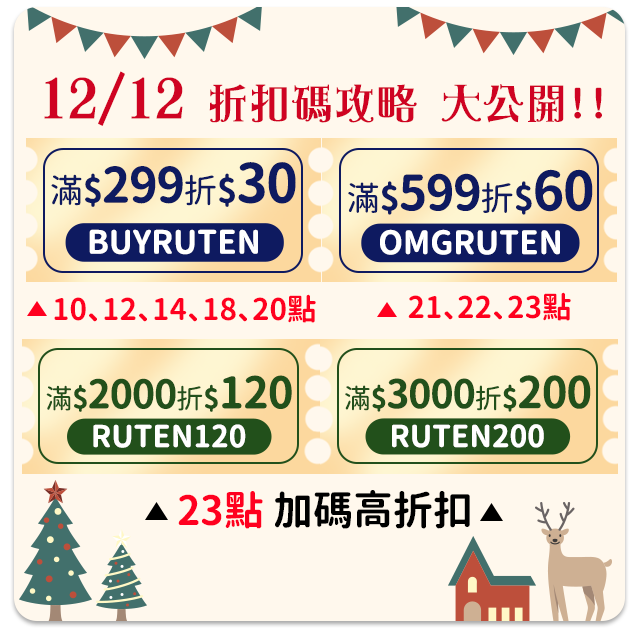 12/12 折扣碼攻略 大公開!!
滿$299折$30
BUYRUTEN
滿$599折$60
OMGRUTEN
▲10、12、14、18、20點
▲ 21、22、23點
滿$2000折$120
RUTEN120
滿$3000折$200
RUTEN200
▲ 23點 加碼高折扣▲